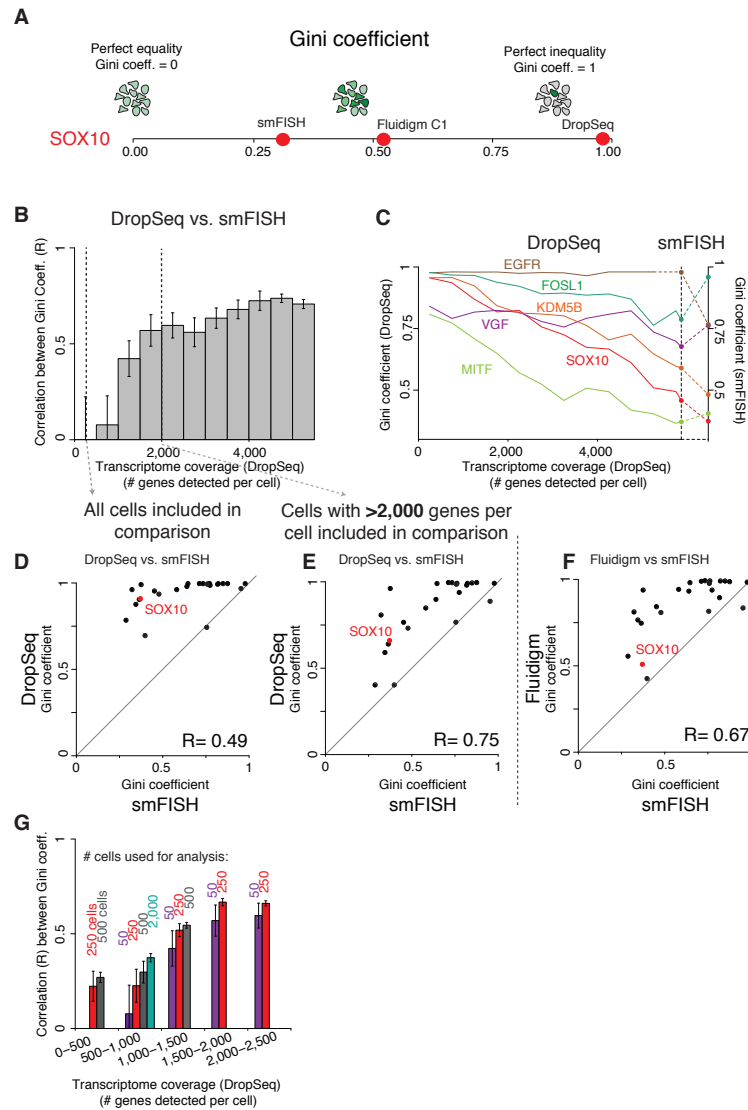 A
Gini coefficient
Perfect equality
Gini coeff. = 0
Perfect inequality
Gini coeff. = 1
smFISH
Fluidigm C1
DropSeq
SOX10
0.00
0.25
0.50
0.75
1.00
B
DropSeq vs. smFISH
Correlation between Gini Coeff. (R)
1
0.5
0
0
2,000
4,000
Transcriptome coverage (DropSeq)
(# genes detected per cell)
C
DropSeq
smFISH
EGFR
FOSL1
KDM5B
VGF
SOX10
MITF
Gini coefficient (DropSeq)
1
0.75
0.5
1
0.75
0.5
Gini coefficient
(smFISH)
0
2,000
4,000
Transcriptome coverage (DropSeq)
(# genes detected per cell)
All cells included in
comparison
Cells with >2,000 genes per
cell included in comparison
D
DropSeq vs. smFISH
SOX10
DropSeq
Gini coefficient
1
0.5
0
R= 0.49
0
0.5
1
Gini coefficient
smFISH
E
DropSeq vs. smFISH
SOX10
DropSeq
Gini coefficient
1
0.5
0
R= 0.75
0
0.5
1
Gini coefficient
smFISH
F
Fluidigm vs smFISH
SOX10
Fluidigm
Gini coefficient
1
0.5
0
R= 0.67
0
0.5
Gini coefficient
smFISH
G
# cells used for analysis:
Correlation (R) between Gini coeff.
1
0.5
0
250 cells
500 cells
50
250
500
2,000
50
250
500
50
250
50
250
0−500
500−1,000
1,000−1,500
1,500−2,000
2,000−2,500
Transcriptome coverage (DropSeq)
(# genes detected per cell)